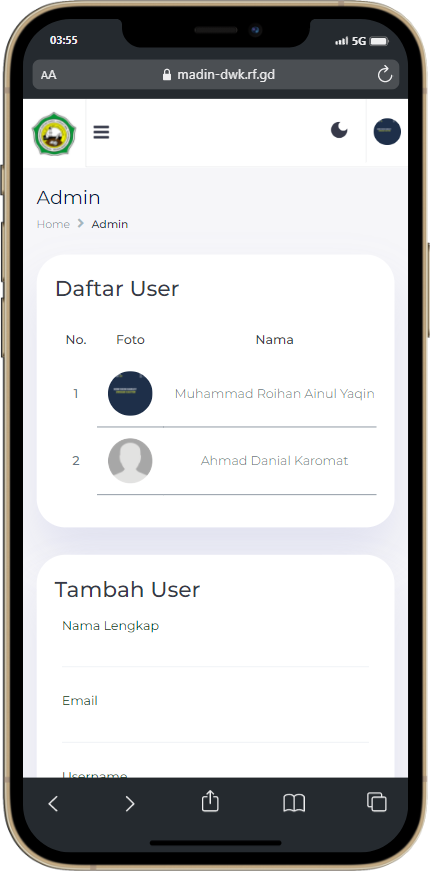 03:55
5G
AA
madin-dwk.rf.gd
Admin
Home
Admin
Daftar User
No.
Foto
Nama
1
Muhammad Roihan Ainul Yaqin
2
Ahmad Danial Karomat
Tambah User
Nama Lengkap
Email
Username